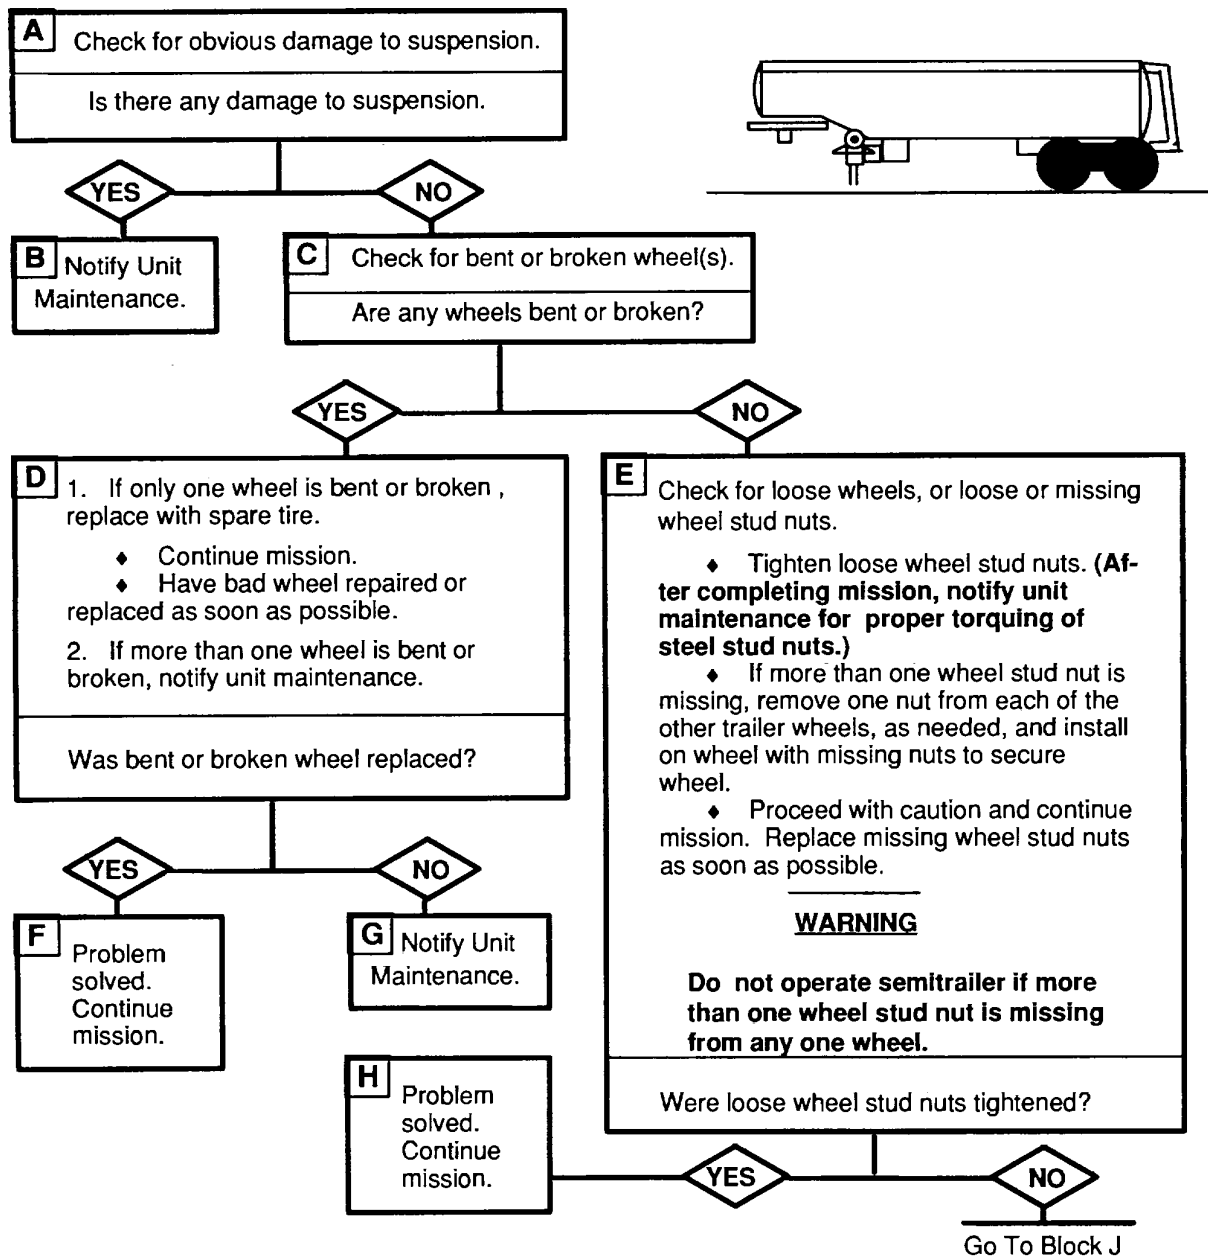 A
Check for obvious damage to suspension.
Is there any damage to suspension.
YES
NO
B
Notify Unit
Maintenance.
C
Check for bent or broken wheel(s).
Are any wheels bent or broken?
YES
NO
D
1. If only one wheel is bent or broken ,
replace with spare tire.
♦ Continue mission.
♦ Have bad wheel repaired or
replaced as soon as possible.
2. If more than one wheel is bent or
broken, notify unit maintenance.
Was bent or broken wheel replaced?
E
Check for loose wheels, or loose or missing
wheel stud nuts.
♦ Tighten loose wheel stud nuts. (Af-
ter completing mission, notify unit
maintenance for proper torquing of
steel stud nuts.)
♦ If more than one wheel stud nut is
missing, remove one nut from each of the
other trailer wheels, as needed, and install
on wheel with missing nuts to secure
wheel.
♦ Proceed with caution and continue
mission. Replace missing wheel stud nuts
as soon as possible.
WARNING
Do not operate semitrailer if more
than one wheel stud nut is missing
from any one wheel.
Were loose wheel stud nuts tightened?
YES
NO
F
Problem
solved.
Continue
mission.
G
Notify Unit
Maintenance.
H
Problem
solved.
Continue
mission.
YES
NO
Go To Block J